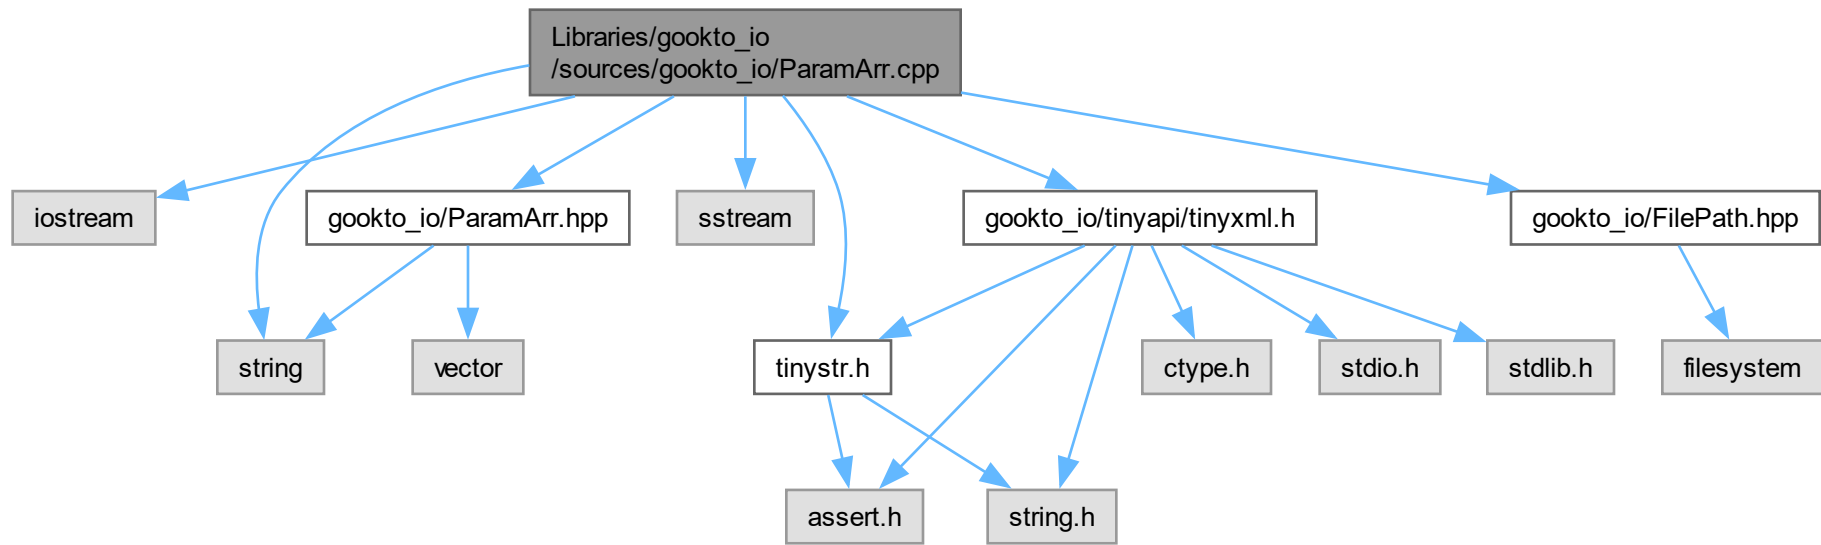 Libraries/gookto_io
/sources/gookto_io/ParamArr.cpp
iostream
gookto_io/ParamArr.hpp
sstream
gookto_io/tinyapi/tinyxml.h
gookto_io/FilePath.hpp
string
vector
tinystr.h
ctype.h
stdio.h
stdlib.h
filesystem
assert.h
string.h